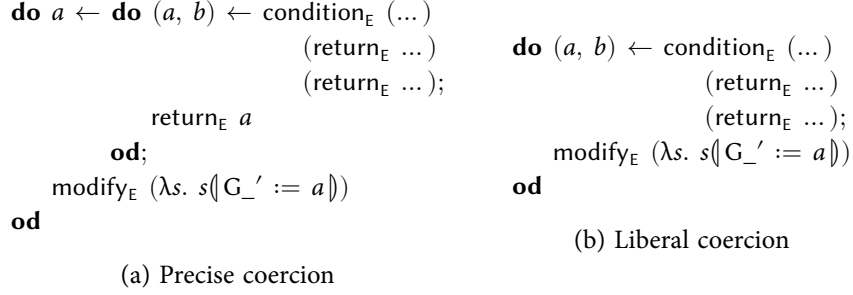 do a ← do (a, b) ← condition_E (…)
(return_E …)
(return_E …);
return_E a
od;
modify_E (λs. s⦇G_′ := a⦈)
od
(a) Precise coercion
do (a, b) ← condition_E (…)
(return_E …)
(return_E …);
modify_E (λs. s⦇G_′ := a⦈)
od
(b) Liberal coercion